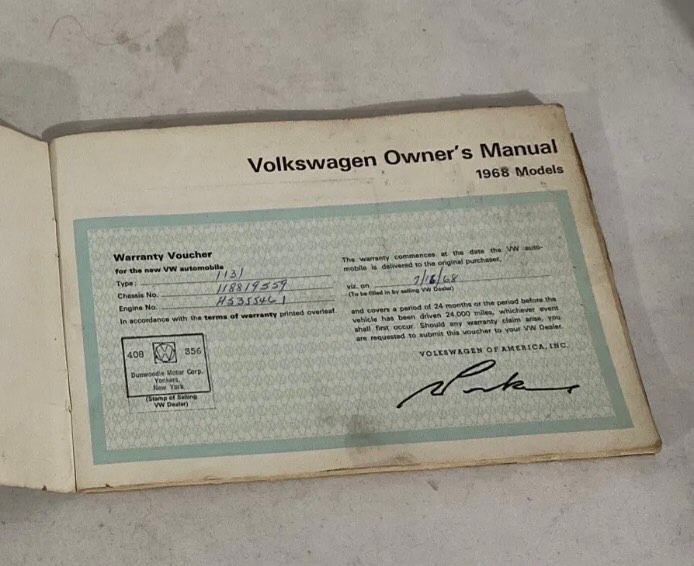 Volkswagen Owner's Manual
1968 Models
Warranty Voucher
for the new VW automobile
Type: 1131
Chassis No. 118819559
Engine No. H5355461
In accordance with the terms of warranty printed overleaf
408 VW 356
Dunwoodie Motor Corp.
Yonkers,
New York
(Stamp of Selling
VW Dealer)
The warranty commences at the date the VW auto-
mobile is delivered to the original purchaser,
viz. on 7/16/68
(To be filled in by selling VW Dealer)
and covers a period of 24 months or the period before the
vehicle has been driven 24,000 miles, whichever event
shall first occur. Should any warranty claim arise, you
are requested to submit this voucher to your VW Dealer.
VOLKSWAGEN OF AMERICA, INC.